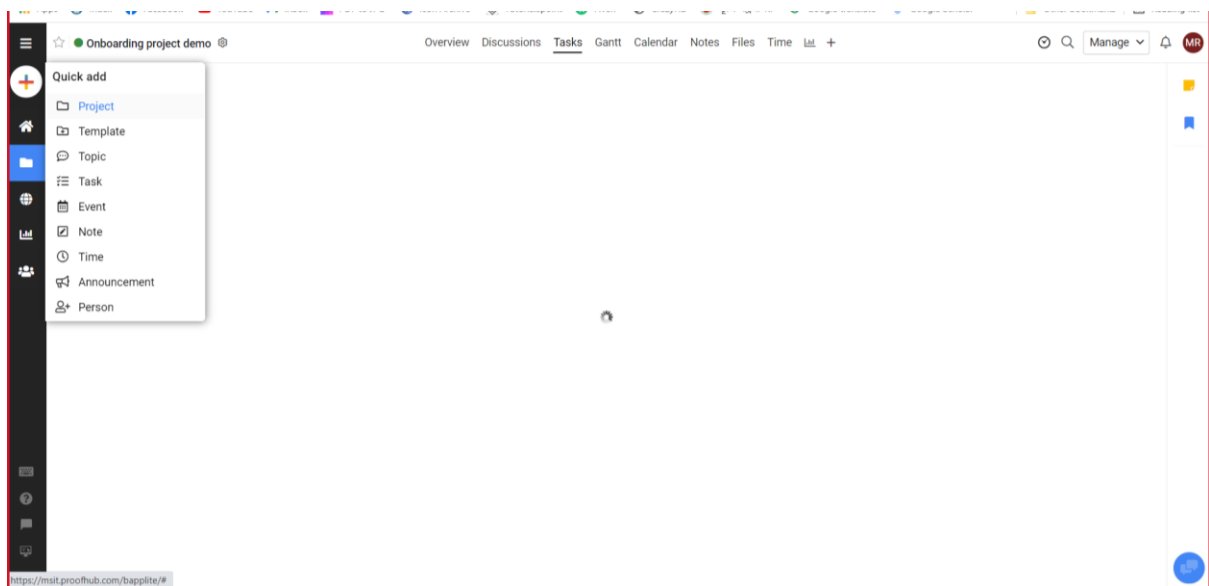 Onboarding project demo
Overview Discussions Tasks Gantt Calendar Notes Files Time
Manage
MR
Quick add
Project
Template
Topic
Task
Event
Note
Time
Announcement
Person
https://msit.proofhub.com/bapplite/#